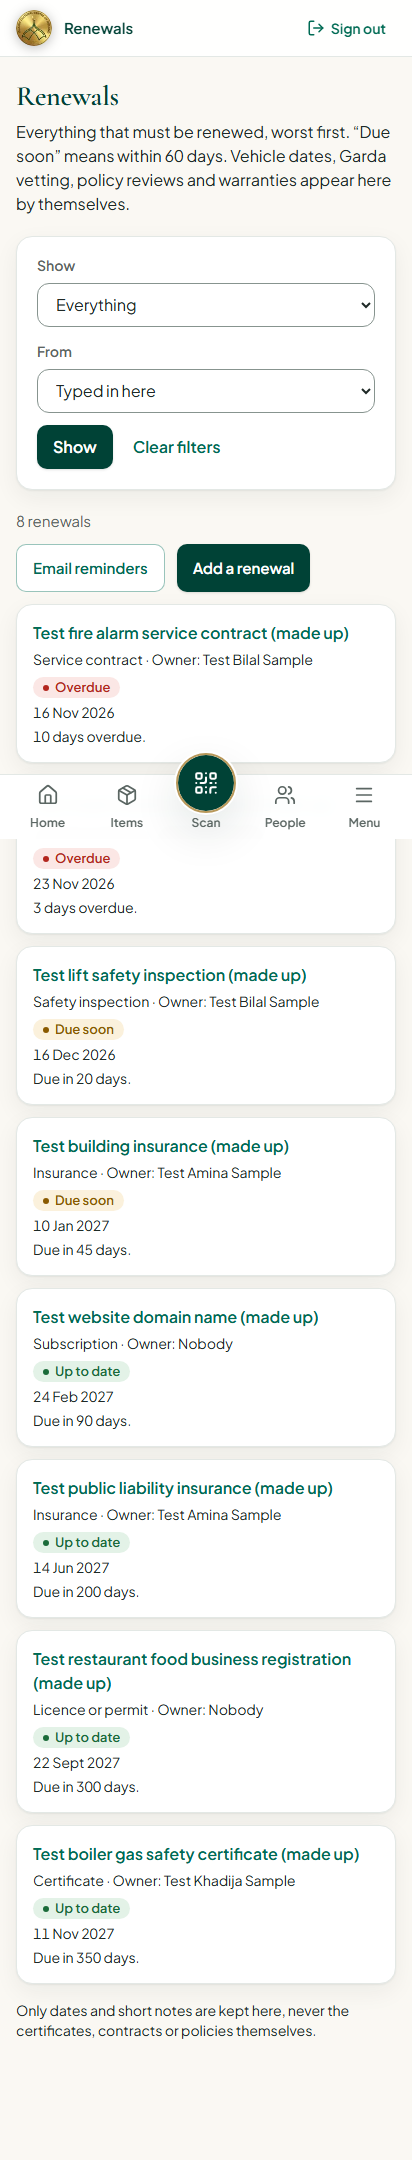 Renewals
Sign out
Renewals
Everything that must be renewed, worst first. “Due
soon” means within 60 days. Vehicle dates, Garda
vetting, policy reviews and warranties appear here
by themselves.
Show
Everything
From
Typed in here
Show
Clear filters
8 renewals
Email reminders
Add a renewal
Test fire alarm service contract (made up)
Service contract · Owner: Test Bilal Sample
Overdue
16 Nov 2026
10 days overdue.
Home
Items
Scan
People
Menu
Overdue
23 Nov 2026
3 days overdue.
Test lift safety inspection (made up)
Safety inspection · Owner: Test Bilal Sample
Due soon
16 Dec 2026
Due in 20 days.
Test building insurance (made up)
Insurance · Owner: Test Amina Sample
Due soon
10 Jan 2027
Due in 45 days.
Test website domain name (made up)
Subscription · Owner: Nobody
Up to date
24 Feb 2027
Due in 90 days.
Test public liability insurance (made up)
Insurance · Owner: Test Amina Sample
Up to date
14 Jun 2027
Due in 200 days.
Test restaurant food business registration
(made up)
Licence or permit · Owner: Nobody
Up to date
22 Sept 2027
Due in 300 days.
Test boiler gas safety certificate (made up)
Certificate · Owner: Test Khadija Sample
Up to date
11 Nov 2027
Due in 350 days.
Only dates and short notes are kept here, never the
certificates, contracts or policies themselves.